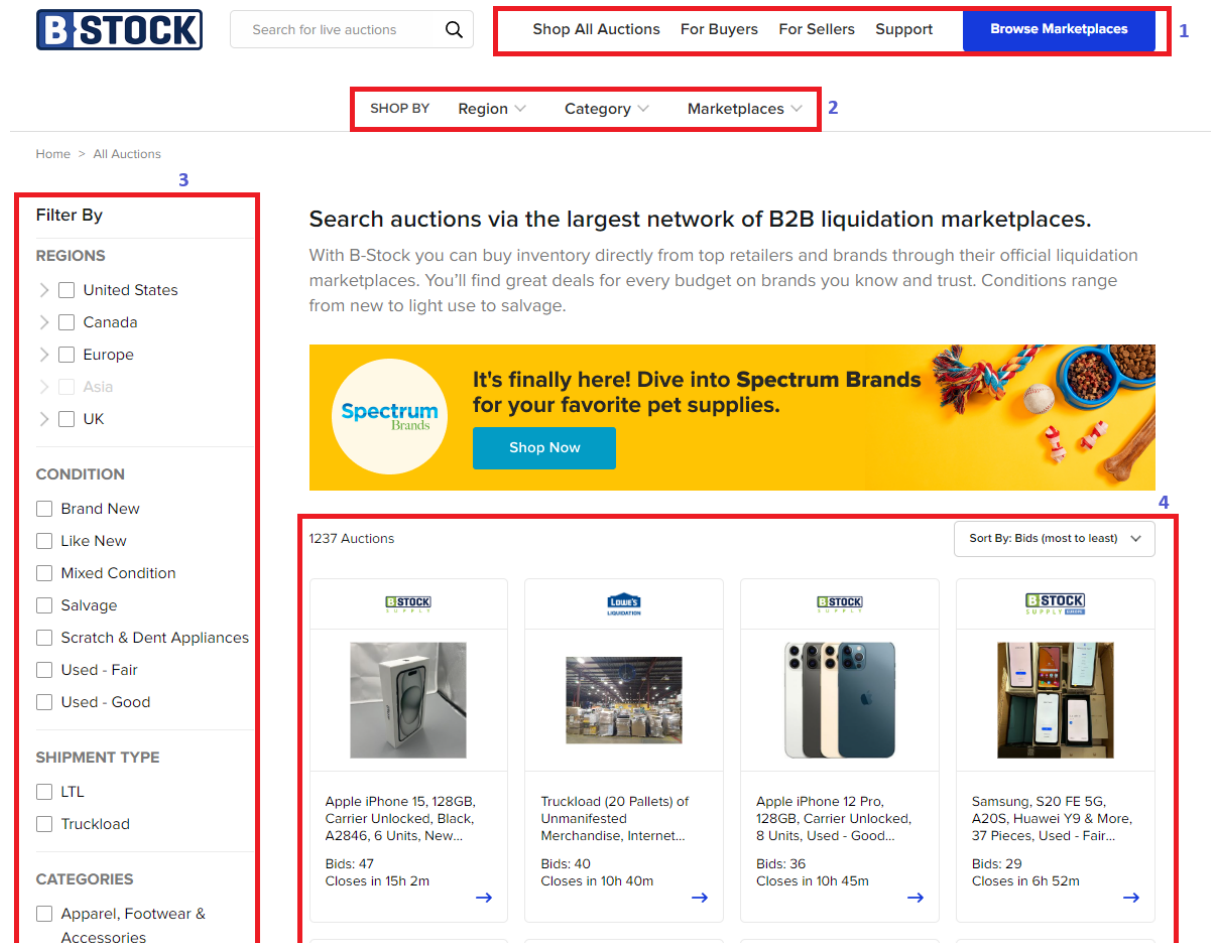 B STOCK
Search for live auctions
Shop All Auctions For Buyers For Sellers Support Browse Marketplaces
1
SHOP BY Region Category Marketplaces
2
Home > All Auctions
3
Filter By
REGIONS
United States
Canada
Europe
Asia
UK
CONDITION
Brand New
Like New
Mixed Condition
Salvage
Scratch & Dent Appliances
Used - Fair
Used - Good
SHIPMENT TYPE
LTL
Truckload
CATEGORIES
Apparel, Footwear &
Accessories
Search auctions via the largest network of B2B liquidation marketplaces.
With B-Stock you can buy inventory directly from top retailers and brands through their official liquidation
marketplaces. You'll find great deals for every budget on brands you know and trust. Conditions range
from new to light use to salvage.
Spectrum
Brands
It's finally here! Dive into Spectrum Brands
for your favorite pet supplies.
Shop Now
4
1237 Auctions
Sort By: Bids (most to least)
B STOCK
SUPPLY
Apple iPhone 15, 128GB,
Carrier Unlocked, Black,
A2846, 6 Units, New...
Bids: 47
Closes in 15h 2m
LOWE'S
LIQUIDATION
Truckload (20 Pallets) of
Unmanifested
Merchandise, Internet...
Bids: 40
Closes in 10h 40m
B STOCK
SUPPLY
Apple iPhone 12 Pro,
128GB, Carrier Unlocked,
8 Units, Used - Good...
Bids: 36
Closes in 10h 45m
B STOCK
SUPPLY
Samsung, S20 FE 5G,
A20S, Huawei Y9 & More,
37 Pieces, Used - Fair...
Bids: 29
Closes in 6h 52m